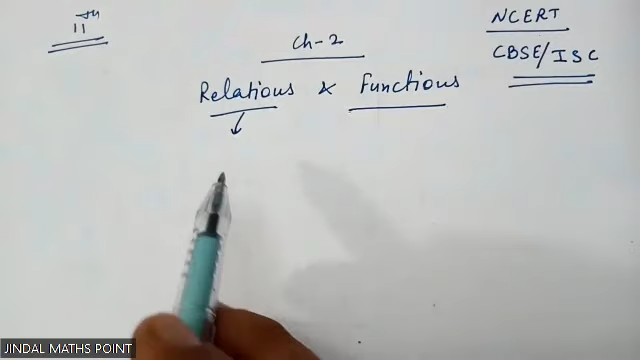 11th
NCERT
CBSE/ISC
Ch-2
Relations & Functions
JINDAL MATHS POINT